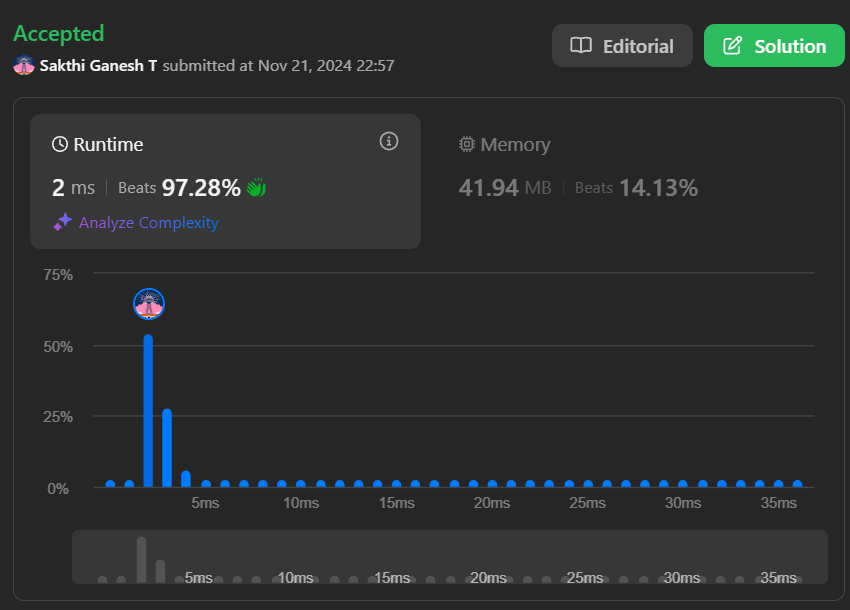 Accepted
Editorial
Solution
Sakthi Ganesh T submitted at Nov 21, 2024 22:57
Runtime
Memory
2 ms Beats 97.28%
41.94 MB Beats 14.13%
Analyze Complexity
75%
50%
25%
0%
5ms 10ms 15ms 20ms 25ms 30ms 35ms
5ms 10ms 15ms 20ms 25ms 30ms 35ms